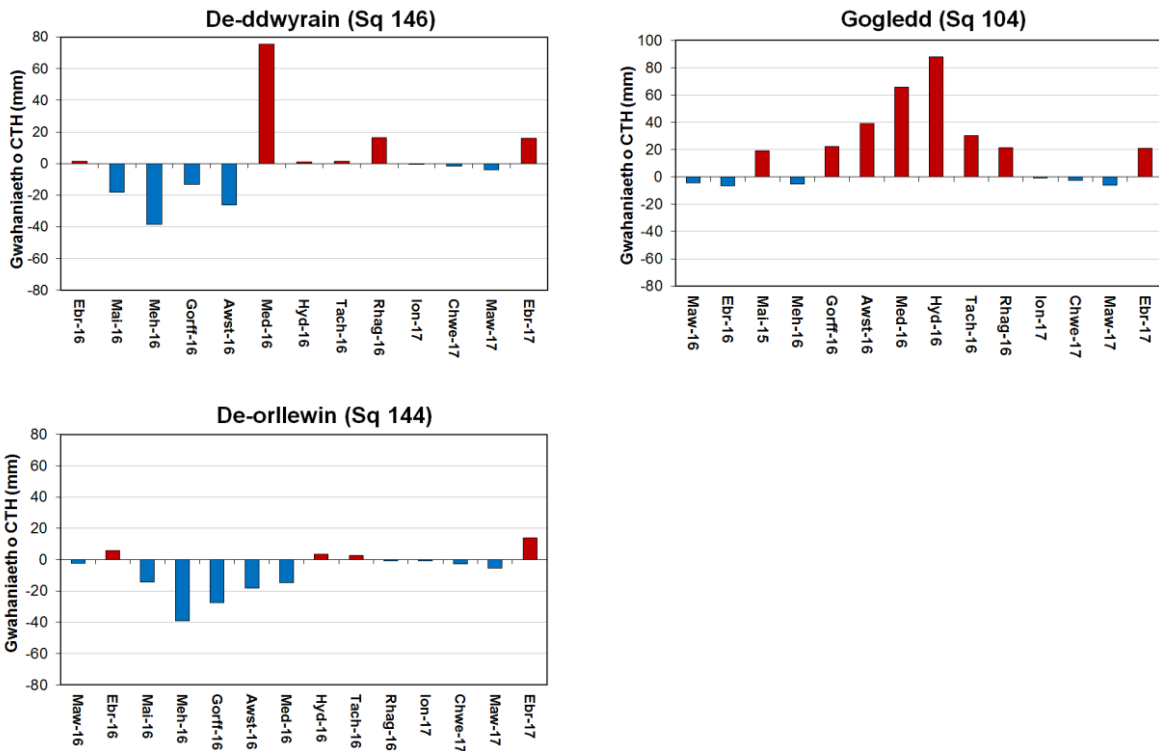 De-ddwyrain (Sq 146)
Gwahaniaeth o CTH (mm)
80
60
40
20
0
-20
-40
-60
-80
Ebr-16
Mai-16
Meh-16
Gorff-16
Awst-16
Med-16
Hyd-16
Tach-16
Rhag-16
Ion-17
Chwe-17
Maw-17
Ebr-17
Gogledd (Sq 104)
Gwahaniaeth o CTH (mm)
100
80
60
40
20
0
-20
-40
-60
-80
Maw-16
Ebr-16
Mai-15
Meh-16
Gorff-16
Awst-16
Med-16
Hyd-16
Tach-16
Rhag-16
Ion-17
Chwe-17
Maw-17
Ebr-17
De-orllewin (Sq 144)
Gwahaniaeth o CTH (mm)
80
60
40
20
0
-20
-40
-60
-80
Maw-16
Ebr-16
Mai-16
Meh-16
Gorff-16
Awst-16
Med-16
Hyd-16
Tach-16
Rhag-16
Ion-17
Chwe-17
Maw-17
Ebr-17